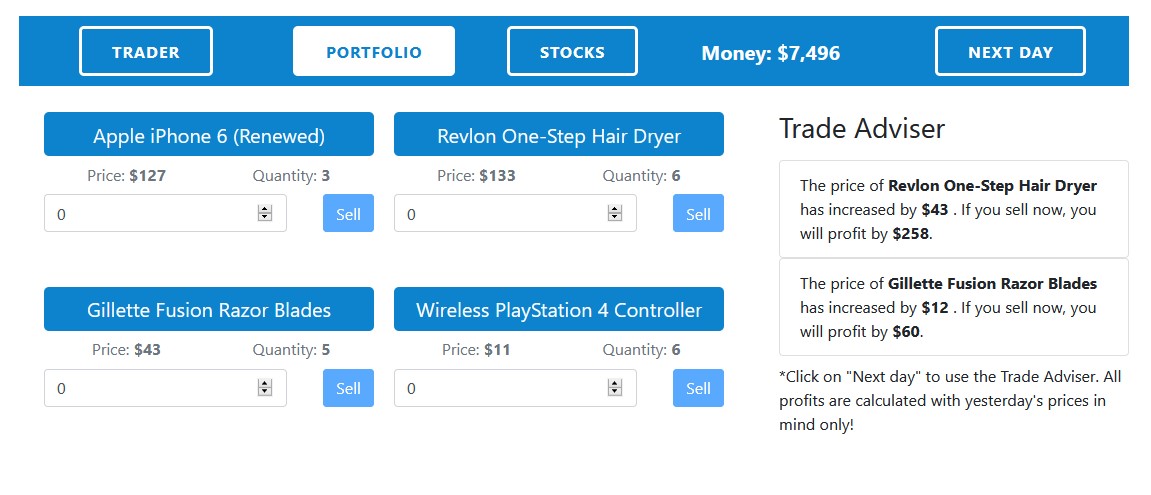 TRADER PORTFOLIO STOCKS Money: $7,496 NEXT DAY
Apple iPhone 6 (Renewed)
Price: $127 Quantity: 3
0 Sell
Revlon One-Step Hair Dryer
Price: $133 Quantity: 6
0 Sell
Gillette Fusion Razor Blades
Price: $43 Quantity: 5
0 Sell
Wireless PlayStation 4 Controller
Price: $11 Quantity: 6
0 Sell
Trade Adviser
The price of Revlon One-Step Hair Dryer
has increased by $43 . If you sell now, you
will profit by $258.
The price of Gillette Fusion Razor Blades
has increased by $12 . If you sell now, you
will profit by $60.
*Click on "Next day" to use the Trade Adviser. All
profits are calculated with yesterday's prices in
mind only!